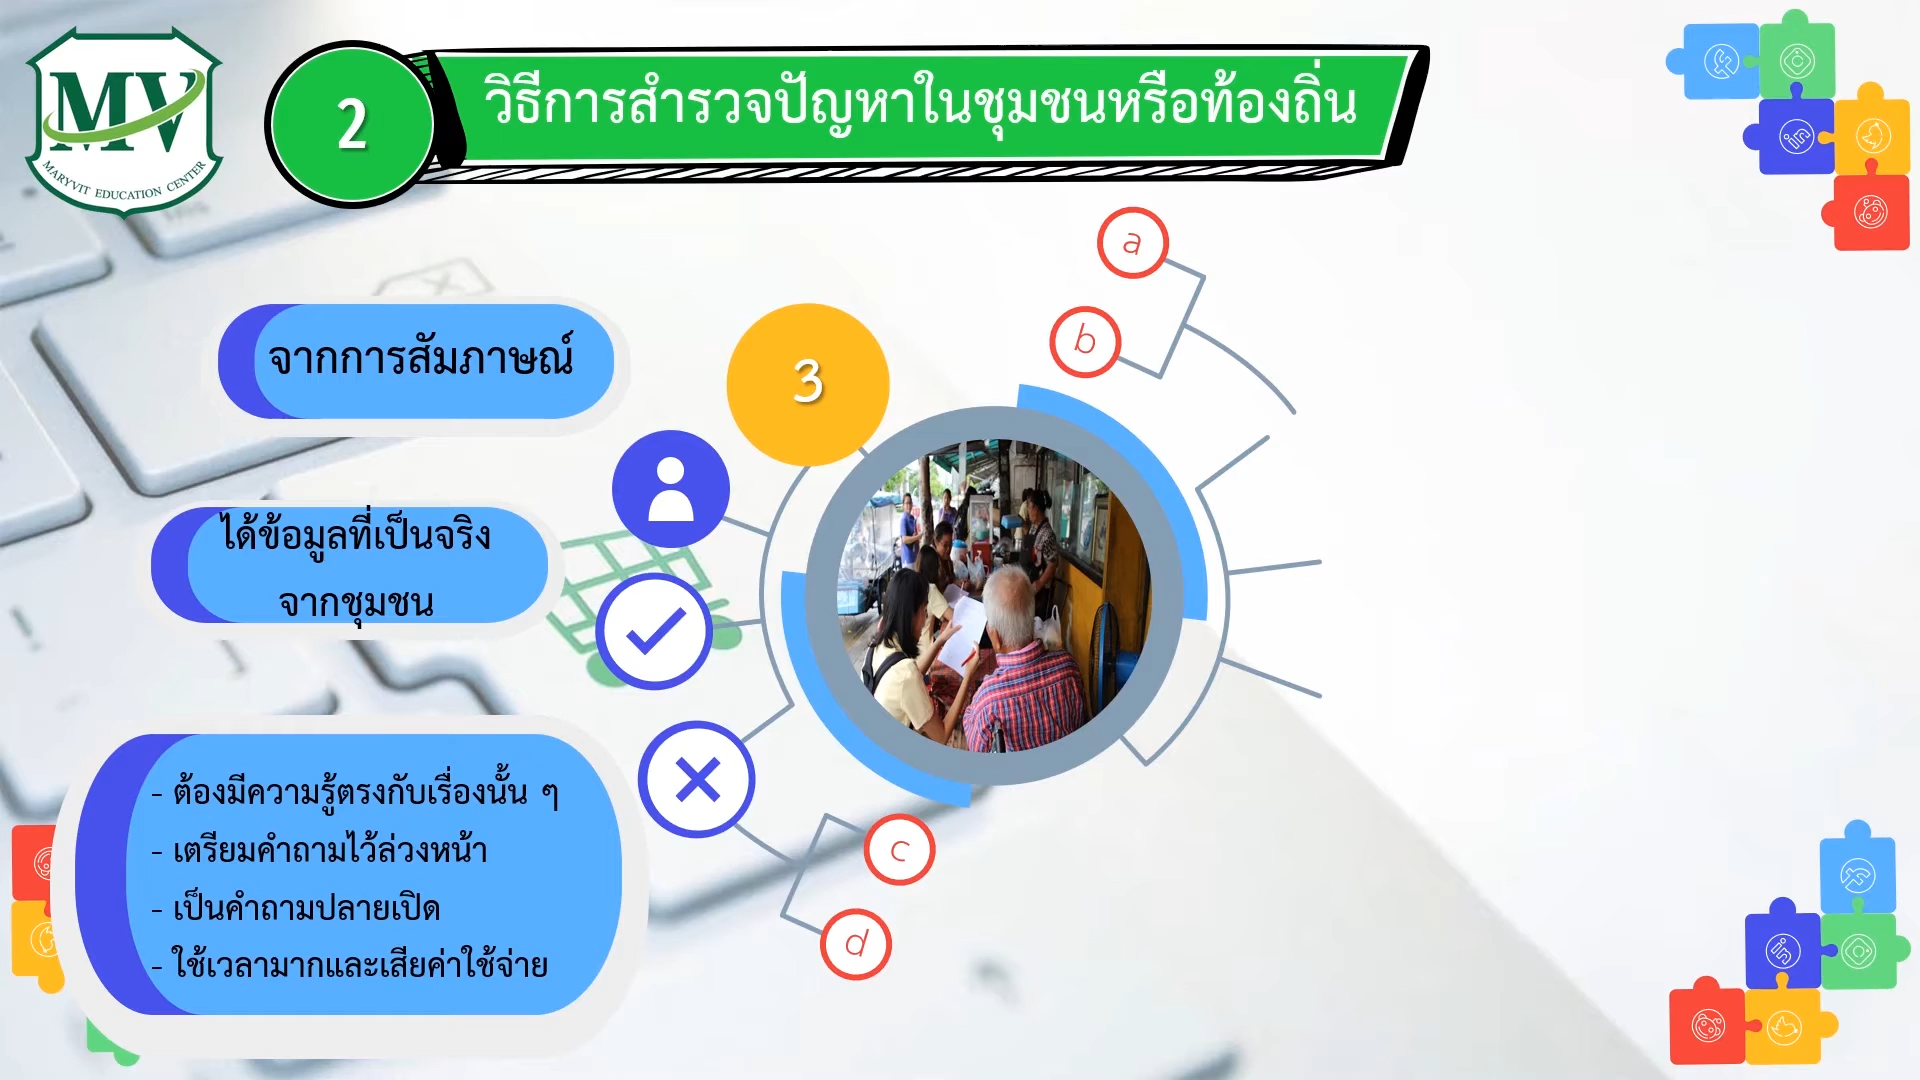 MV
MARYVIT EDUCATION CENTER
2
วิธีการสำรวจปัญหาในชุมชนหรือท้องถิ่น
จากการสัมภาษณ์
3
ได้ข้อมูลที่เป็นจริง
จากชุมชน
- ต้องมีความรู้ตรงกับเรื่องนั้น ๆ
- เตรียมคำถามไว้ล่วงหน้า
- เป็นคำถามปลายเปิด
- ใช้เวลามากและเสียค่าใช้จ่าย
a
b
c
d